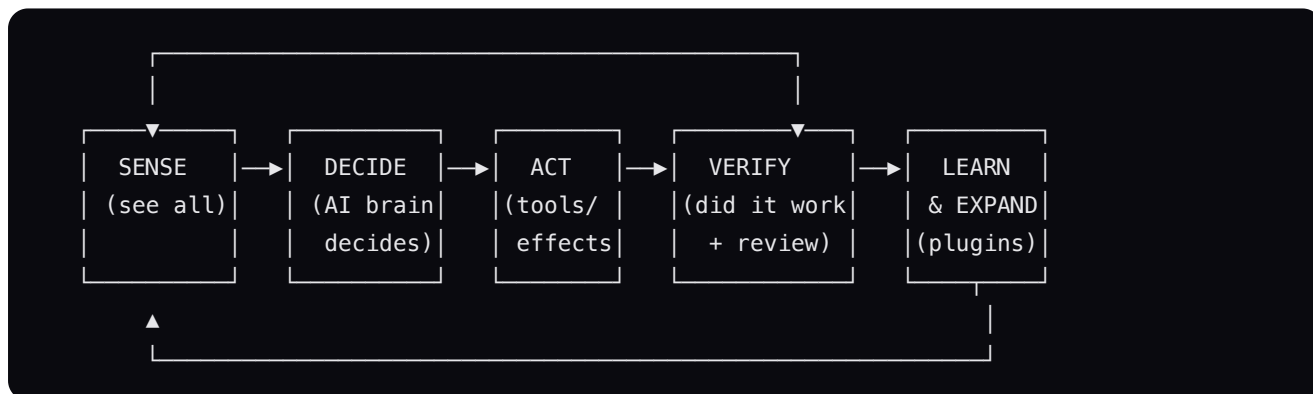 SENSE DECIDE ACT VERIFY LEARN
(see all) (AI brain (tools/ (did it work & EXPAND
decides) effects + review) (plugins)